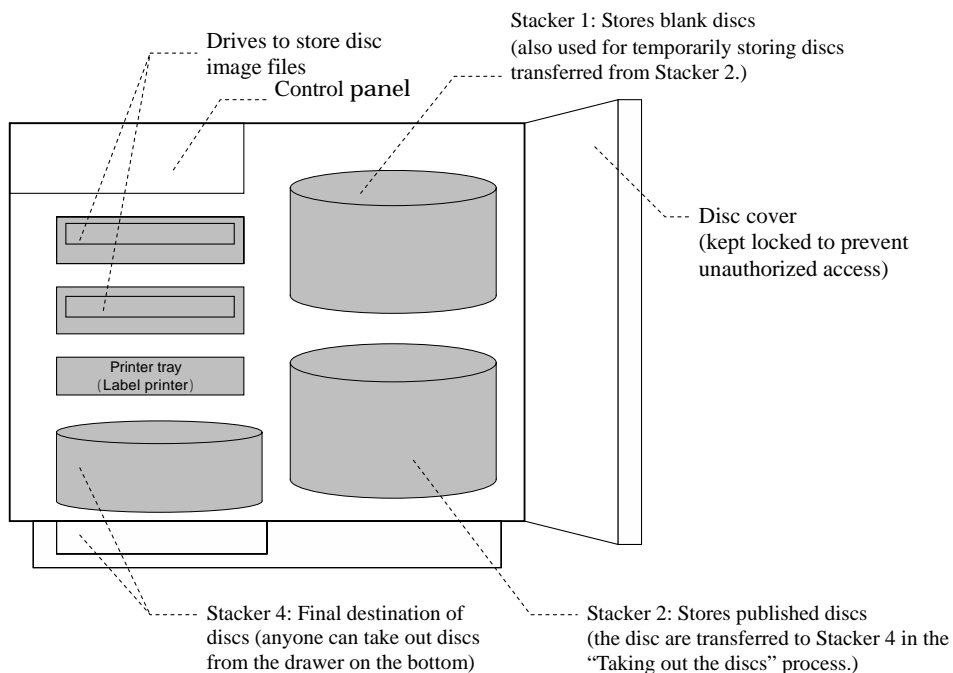 Stacker 1: Stores blank discs
(also used for temporarily storing discs
transferred from Stacker 2.)
Drives to store disc
image files
Control panel
Disc cover
(kept locked to prevent
unauthorized access)
Printer tray
(Label printer)
Stacker 4: Final destination of
discs (anyone can take out discs
from the drawer on the bottom)
Stacker 2: Stores published discs
(the disc are transferred to Stacker 4 in the
“Taking out the discs” process.)